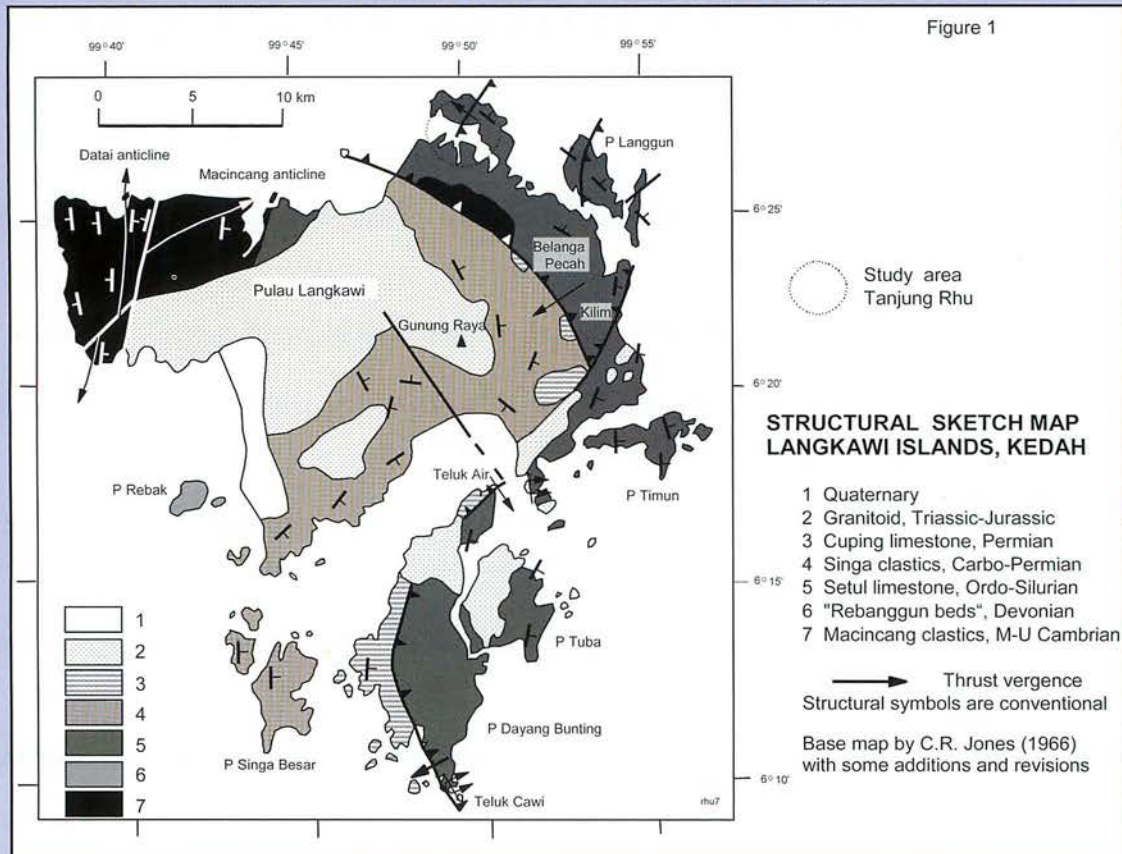 Figure 1
99° 40'
99° 45'
99° 50'
99° 55'
0 5 10 km
Datai anticline
Macincang anticline
P Langgun
6° 25'
Belanga
Pecah
Study area
Tanjung Rhu
Pulau Langkawi
Kilim
Gunung Raya
6° 20'
STRUCTURAL SKETCH MAP
LANGKAWI ISLANDS, KEDAH
Teluk Air
P Timun
P Rebak
1 Quaternary
2 Granitoid, Triassic-Jurassic
3 Cuping limestone, Permian
4 Singa clastics, Carbo-Permian
5 Setul limestone, Ordo-Silurian
6 "Rebanggun beds“, Devonian
7 Macincang clastics, M-U Cambrian
6° 15'
1
2
3
4
5
6
7
P Tuba
Thrust vergence
Structural symbols are conventional
P Dayang Bunting
Base map by C.R. Jones (1966)
with some additions and revisions
P Singa Besar
6° 10'
Teluk Cawi
rhu7